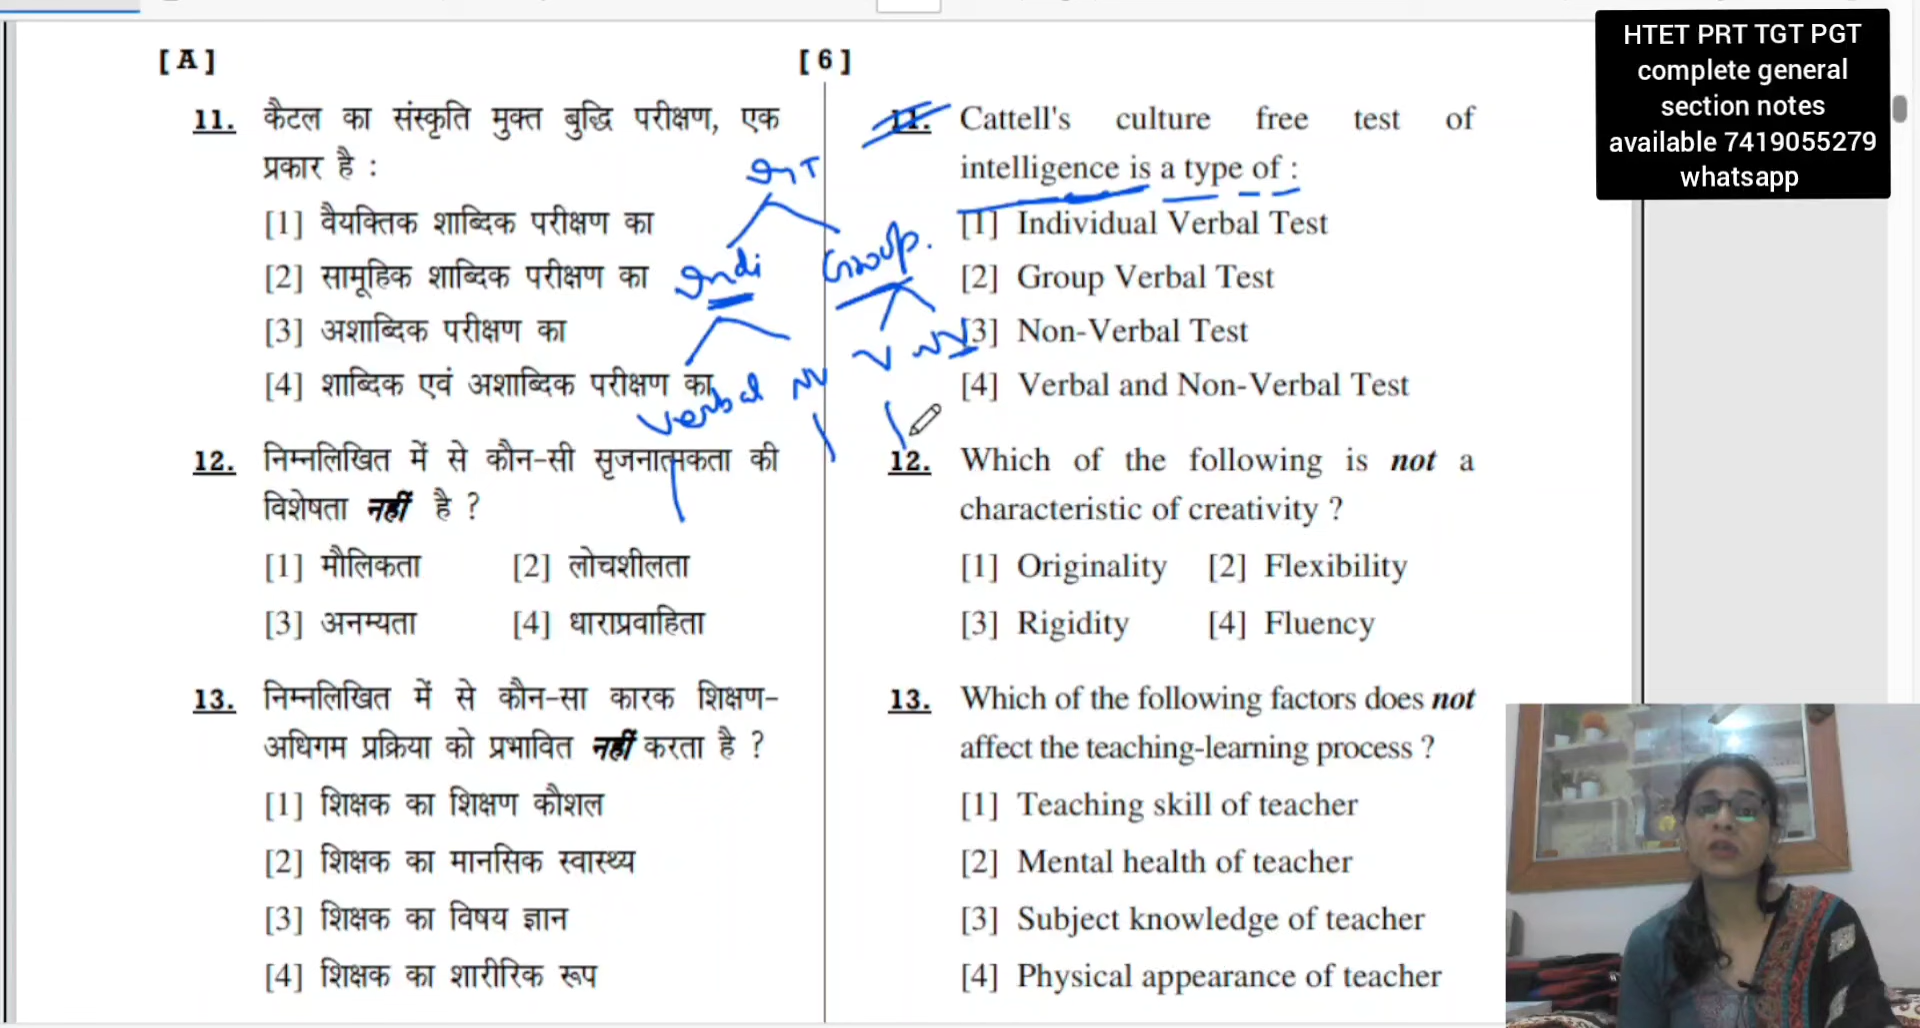 [ A ]
[ 6 ]
HTET PRT TGT PGT
complete general
section notes
available 7419055279
whatsapp
11. कैटल का संस्कृति मुक्त बुद्धि परीक्षण, एक
प्रकार है :
[1] वैयक्तिक शाब्दिक परीक्षण का
[2] सामूहिक शाब्दिक परीक्षण का
[3] अशाब्दिक परीक्षण का
[4] शाब्दिक एवं अशाब्दिक परीक्षण का
12. निम्नलिखित में से कौन-सी सृजनात्मकता की
विशेषता नहीं है ?
[1] मौलिकता [2] लोचशीलता
[3] अनम्यता [4] धाराप्रवाहिता
13. निम्नलिखित में से कौन-सा कारक शिक्षण-
अधिगम प्रक्रिया को प्रभावित नहीं करता है ?
[1] शिक्षक का शिक्षण कौशल
[2] शिक्षक का मानसिक स्वास्थ्य
[3] शिक्षक का विषय ज्ञान
[4] शिक्षक का शारीरिक रूप
Indi Group.
Verbal NV V NV
11. Cattell's culture free test of
intelligence is a type of :
[1] Individual Verbal Test
[2] Group Verbal Test
[3] Non-Verbal Test
[4] Verbal and Non-Verbal Test
12. Which of the following is not a
characteristic of creativity ?
[1] Originality [2] Flexibility
[3] Rigidity [4] Fluency
13. Which of the following factors does not
affect the teaching-learning process ?
[1] Teaching skill of teacher
[2] Mental health of teacher
[3] Subject knowledge of teacher
[4] Physical appearance of teacher